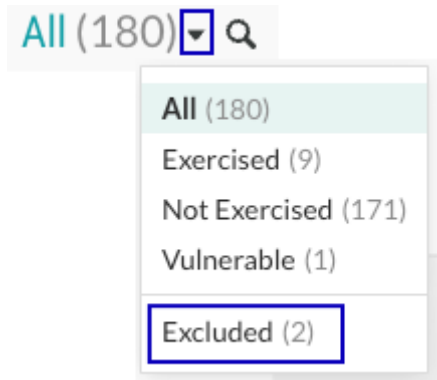 All (180)
All (180)
Exercised (9)
Not Exercised (171)
Vulnerable (1)
Excluded (2)